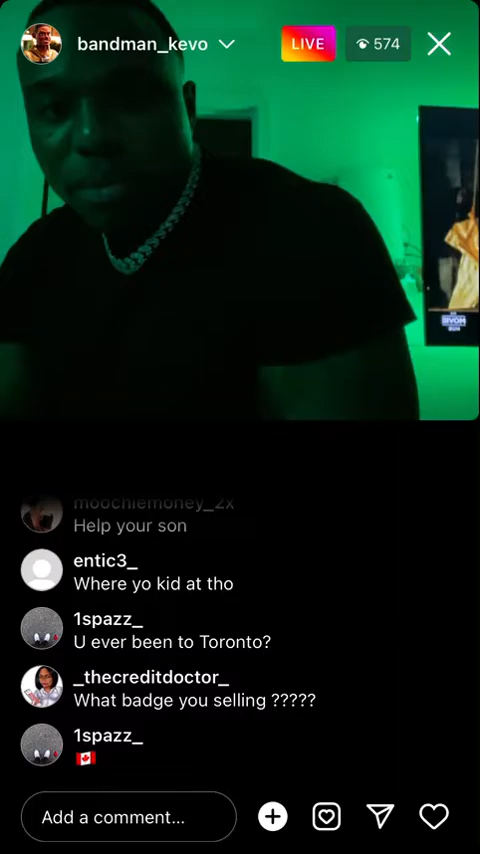 bandman_kevo
LIVE
574
moochiemoney_2x
Help your son
entic3_
Where yo kid at tho
1spazz_
U ever been to Toronto?
_thecreditdoctor_
What badge you selling ?????
1spazz_
🇨🇦
Add a comment...